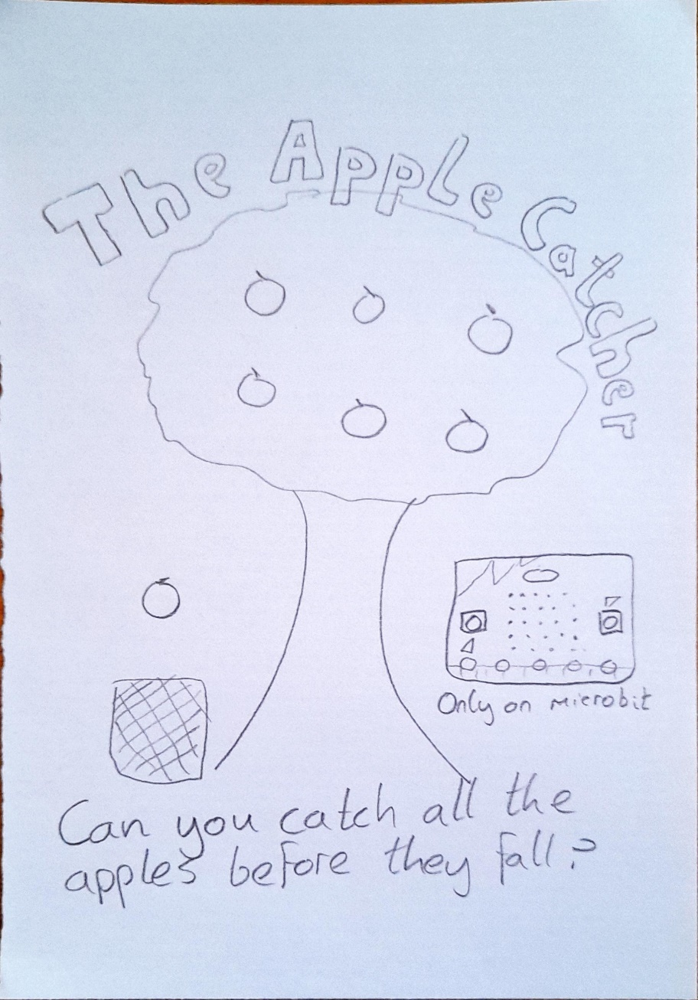 The Apple Catcher
Only on microbit
Can you catch all the
apples before they fall?